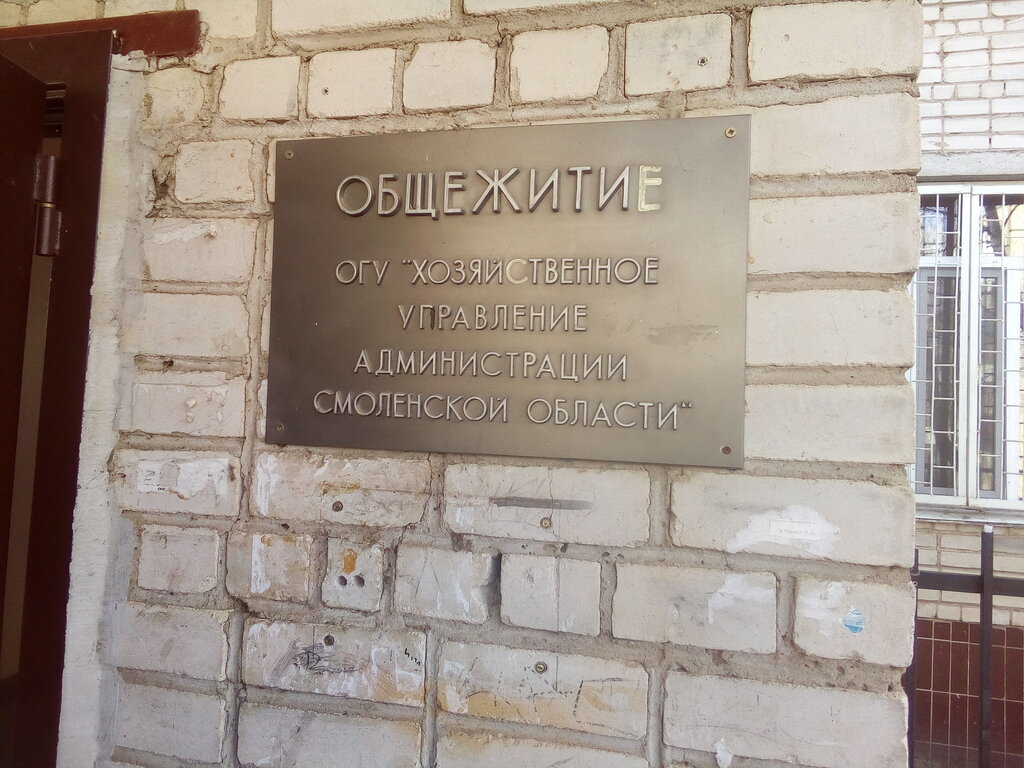 ОБЩЕЖИТИЕ
ОГУ "ХОЗЯЙСТВЕННОЕ
УПРАВЛЕНИЕ
АДМИНИСТРАЦИИ
СМОЛЕНСКОЙ ОБЛАСТИ"